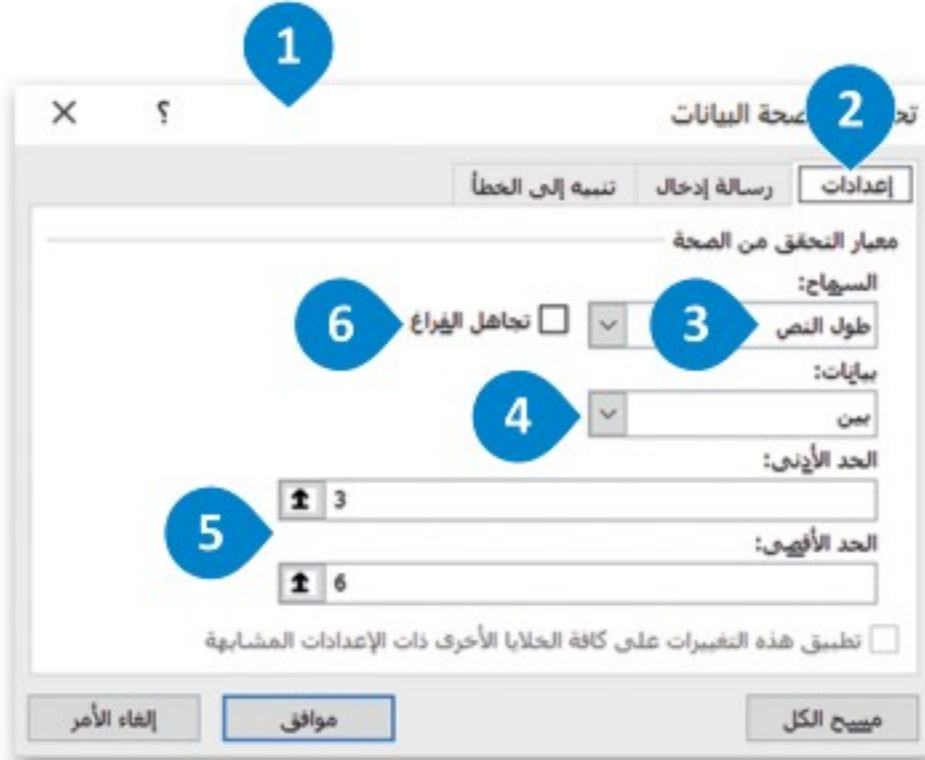 1
تح صحة البيانات ؟ ×
2
إعدادات رسالة إدخال تنبيه إلى الخطأ
معيار التحقق من الصحة
السماح:
طول النص 3 تجاهل الفراغ 6
بيانات:
بين 4
الحد الأدنى:
3
5
الحد الأقصى:
6
تطبيق هذه التغييرات على كافة الخلايا الأخرى ذات الإعدادات المشابهة
مسح الكل موافق إلغاء الأمر